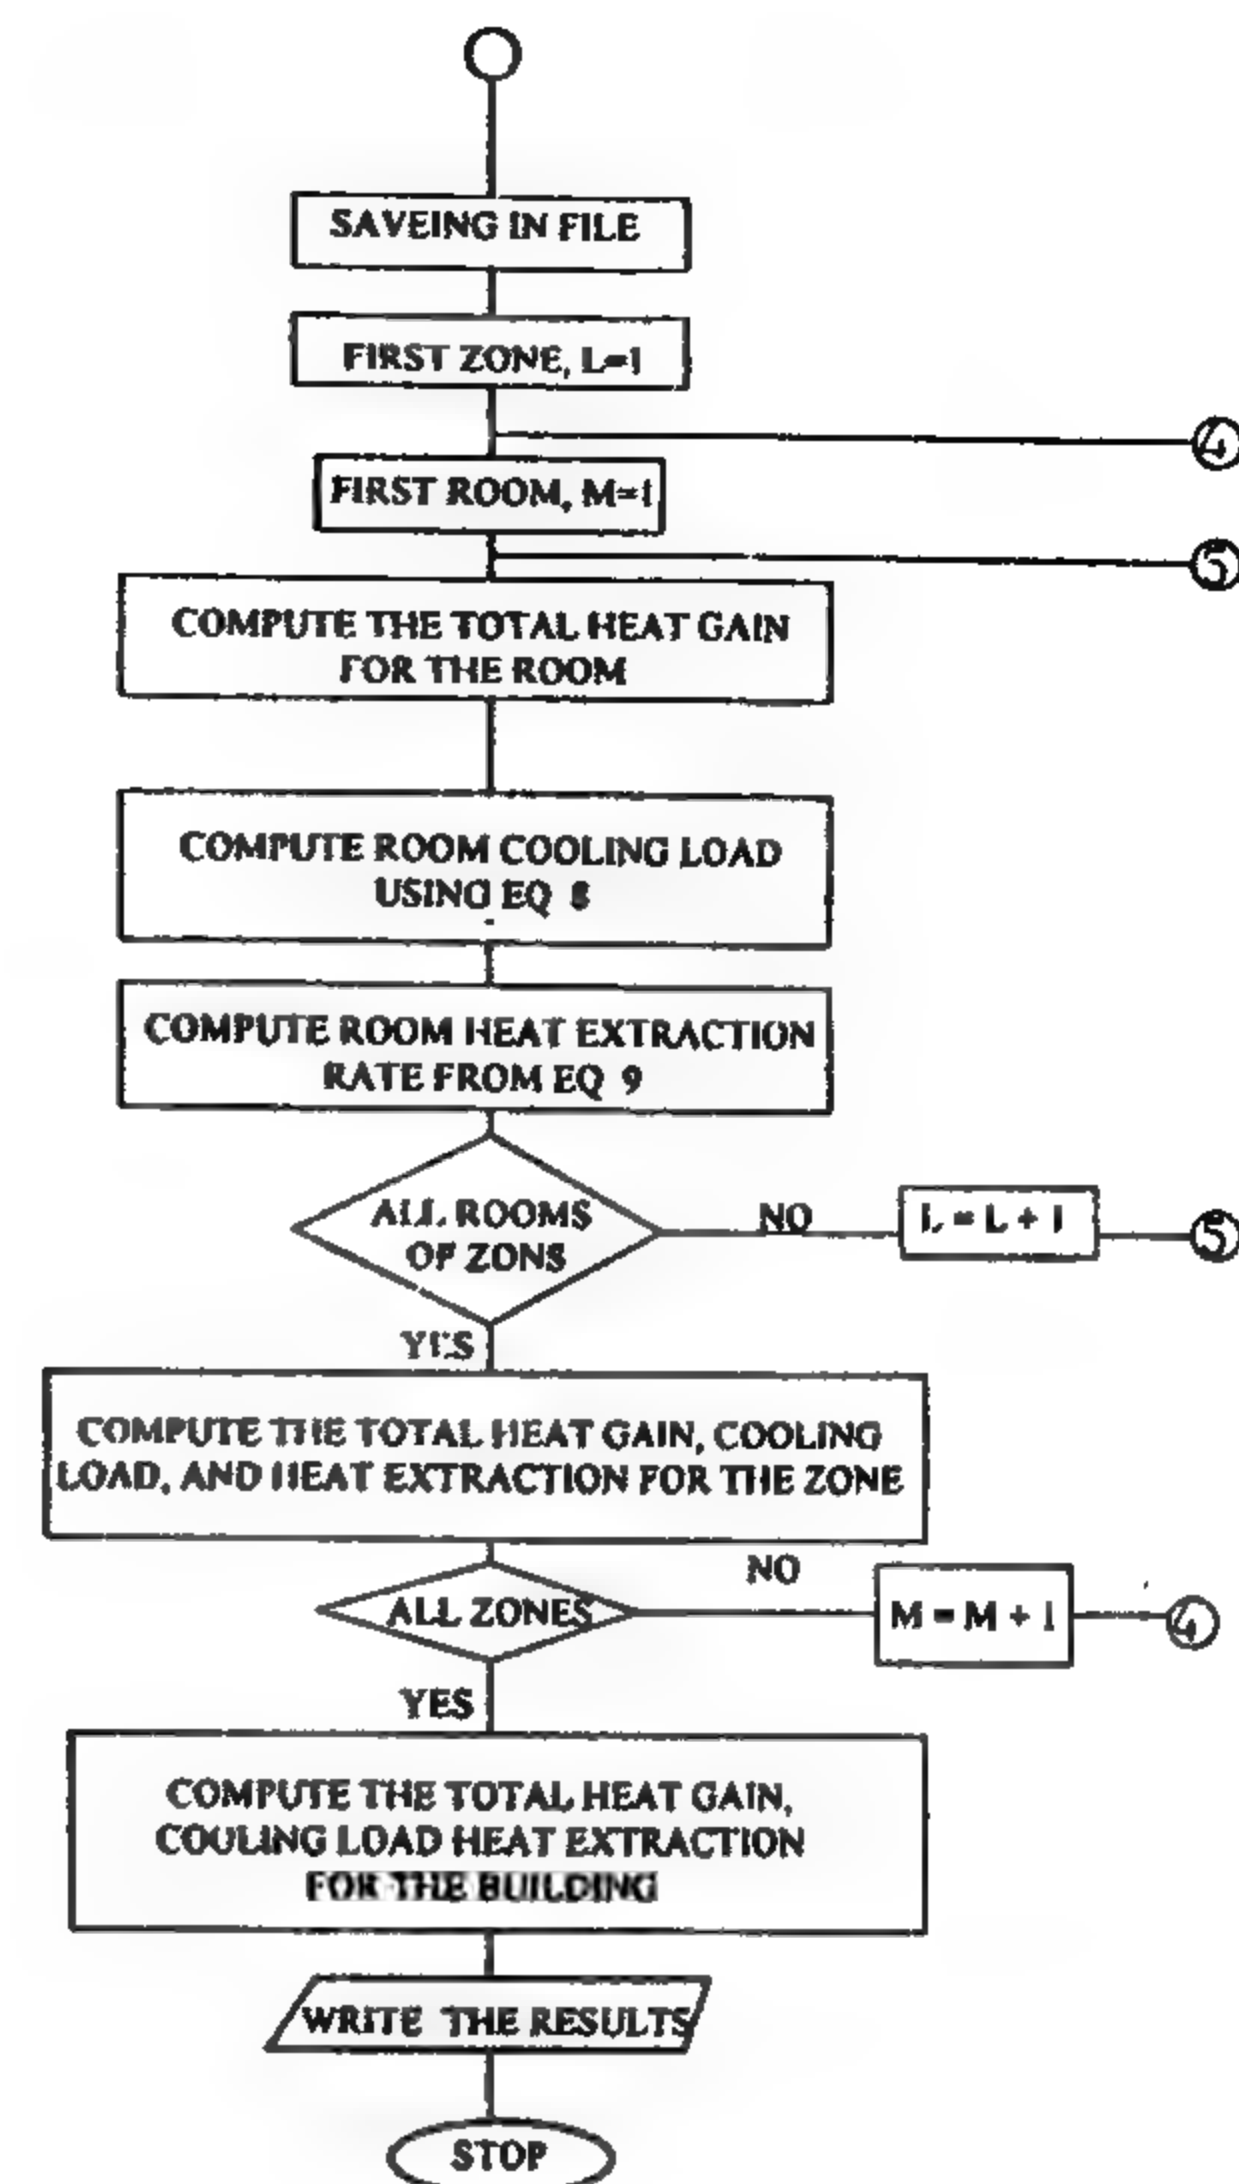 SAVEING IN FILE
FIRST ZONE, L=1
4
FIRST ROOM, M=1
5
COMPUTE THE TOTAL HEAT GAIN
FOR THE ROOM
COMPUTE ROOM COOLING LOAD
USING EQ 8
COMPUTE ROOM HEAT EXTRACTION
RATE FROM EQ 9
ALL ROOMS
OF ZONS
NO
L = L + 1
5
YES
COMPUTE THE TOTAL HEAT GAIN, COOLING
LOAD, AND HEAT EXTRACTION FOR THE ZONE
NO
ALL ZONES
M = M + 1
4
YES
COMPUTE THE TOTAL HEAT GAIN,
COULING LOAD HEAT EXTRACTION
FOR THE BUILDING
WRITE THE RESULTS
STOP